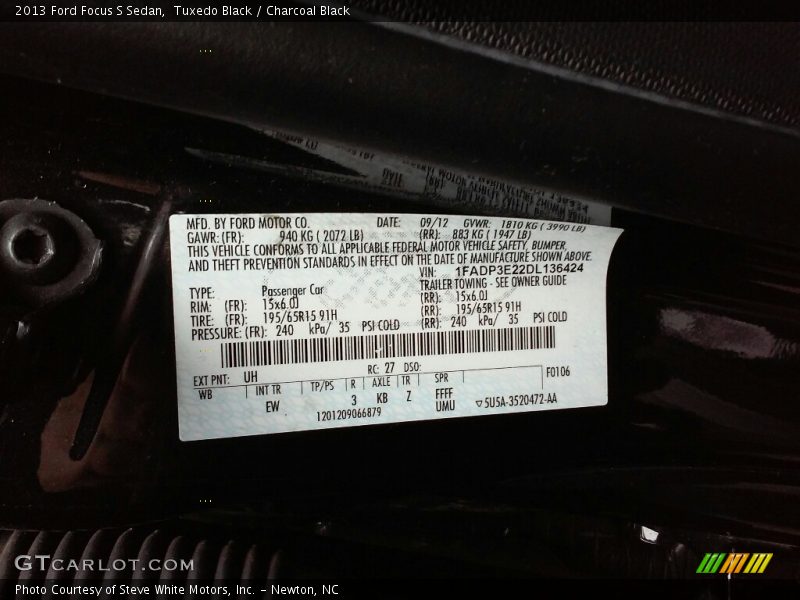 2013 Ford Focus S Sedan, Tuxedo Black / Charcoal Black
MFD. BY FORD MOTOR CO. DATE: 09/12 GVWR: 1810 KG ( 3990 LB)
GAWR: (FR): 940 KG ( 2072 LB) (RR): 883 KG ( 1947 LB)
THIS VEHICLE CONFORMS TO ALL APPLICABLE FEDERAL MOTOR VEHICLE SAFETY, BUMPER,
AND THEFT PREVENTION STANDARDS IN EFFECT ON THE DATE OF MANUFACTURE SHOWN ABOVE.
VIN: 1FADP3E22DL136424
TRAILER TOWING - SEE OWNER GUIDE
TYPE: Passenger Car
RIM: (FR): 15x6.0J (RR): 15x6.0J
TIRE: (FR): 195/65R15 91H (RR): 195/65R15 91H
PRESSURE: (FR): 240 kPa/ 35 PSI COLD (RR): 240 kPa/ 35 PSI COLD
RC: 27 DSO:
EXT PNT: UH F0106
WB INT TR TP/PS R AXLE TR SPR
EW 3 KB Z FFFF
UMU
1201209066879 ▽5U5A-3520472-AA
GTCARLOT.COM
Photo Courtesy of Steve White Motors, Inc. - Newton, NC